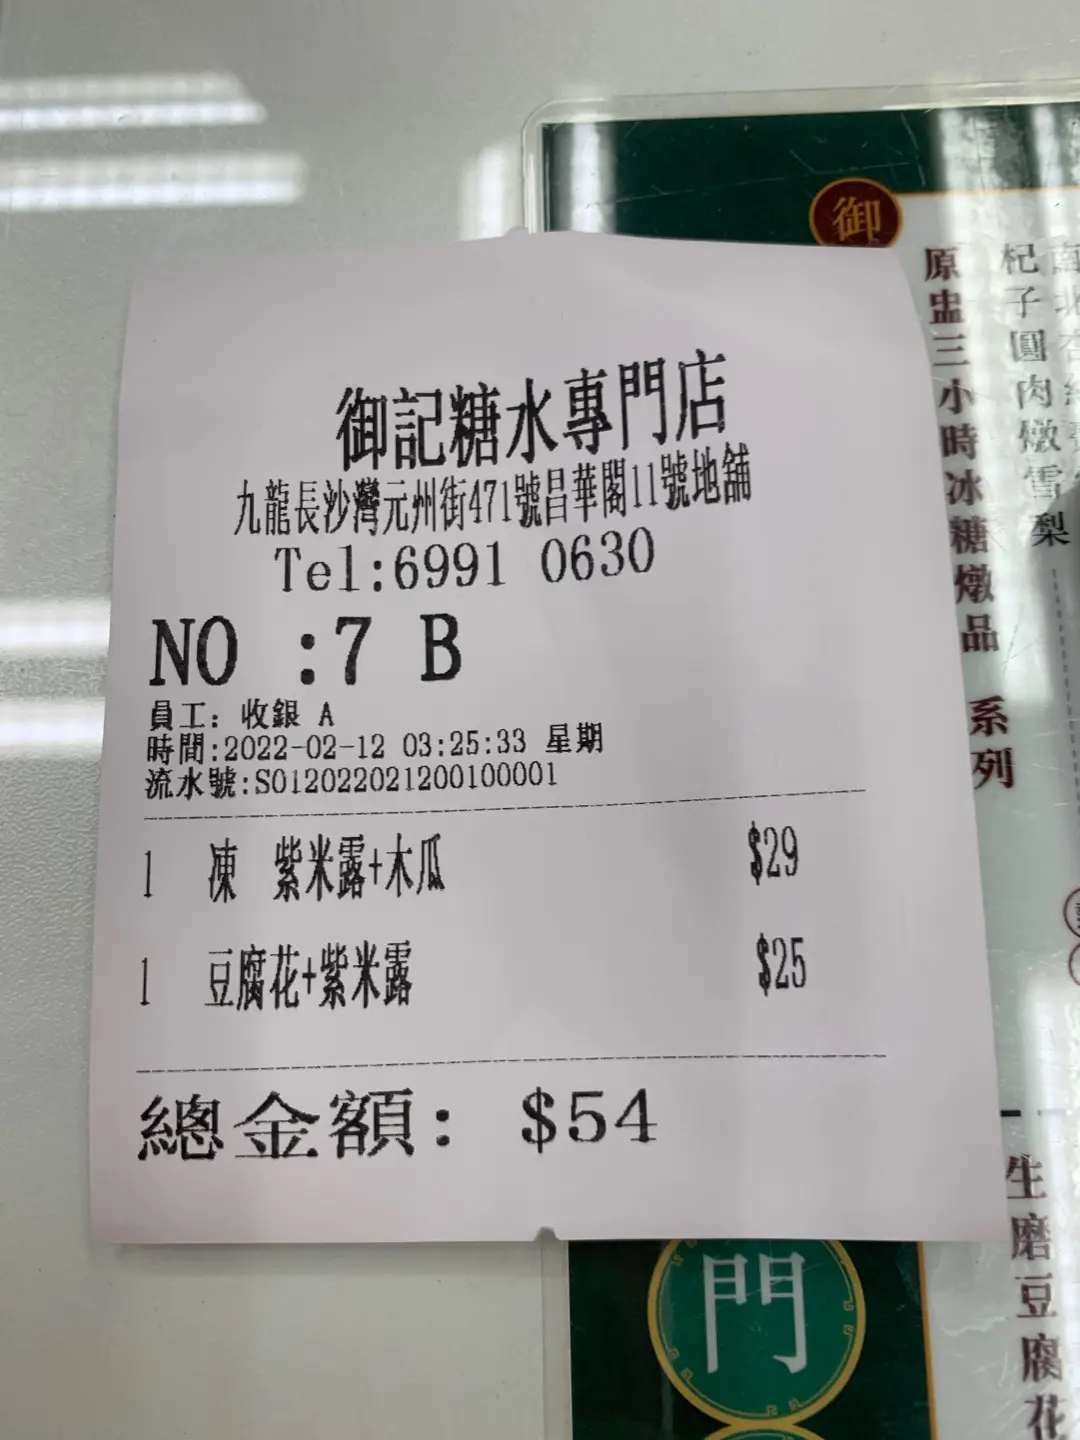 御記糖水專門店
九龍長沙灣元州街471號昌華閣11號地舖
Tel:6991 0630
NO :7 B
員工: 收銀 A
時間:2022-02-12 03:25:33 星期
流水號:S012022021200100001
1 凍 紫米露+木瓜 $29
1 豆腐花+紫米露 $25
總金額: $54
御
原盅三小時冰糖燉品 系列
杞子圓肉燉雪梨
南北杏
門
生磨豆腐花